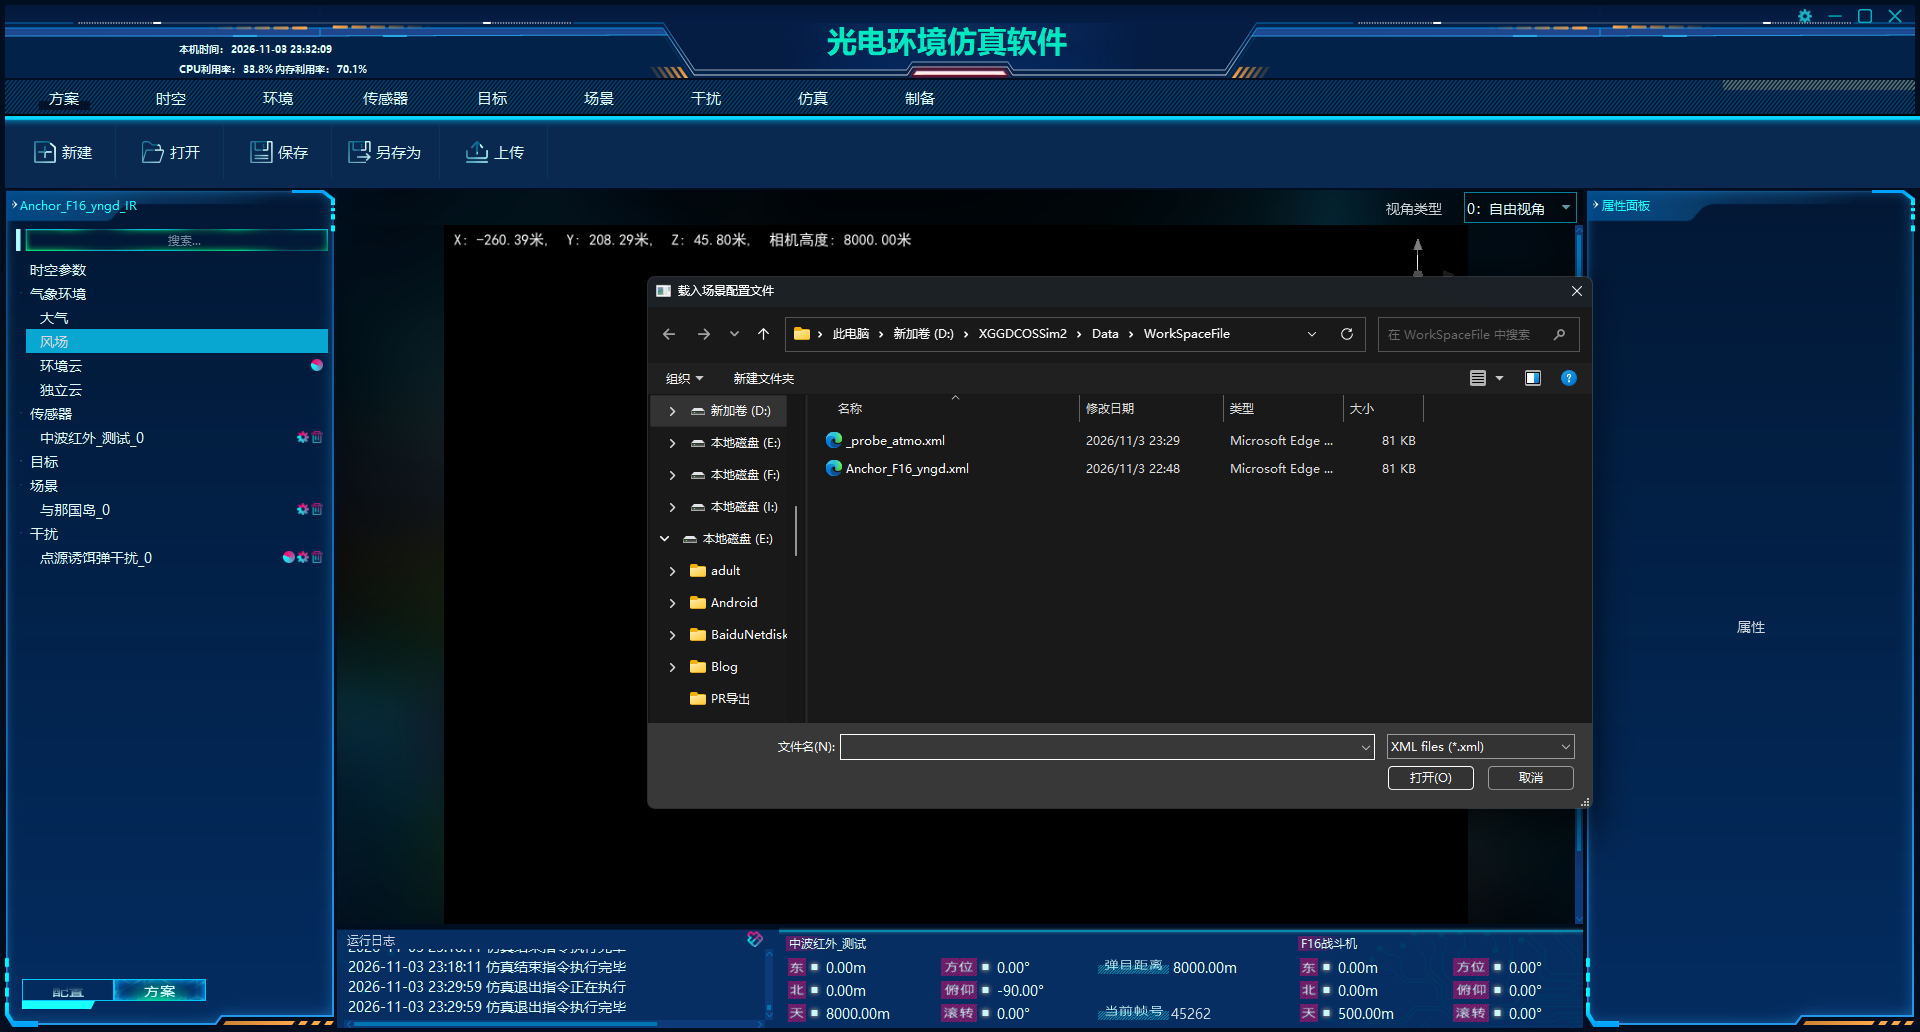 本机时间： 2026-11-03 23:32:09
CPU利用率： 33.8% 内存利用率： 70.1%
光电环境仿真软件
方案 时空 环境 传感器 目标 场景 干扰 仿真 制备
新建 打开 保存 另存为 上传
Anchor_F16_yngd_IR
搜索...
时空参数
气象环境
大气
风场
环境云
独立云
传感器
中波红外_测试_0
目标
场景
与那国岛_0
干扰
点源诱饵弹干扰_0
配置 方案
视角类型 0: 自由视角
X: -260.39米, Y: 208.29米, Z: 45.80米, 相机高度: 8000.00米
载入场景配置文件
此电脑 › 新加卷 (D:) › XGGDCOSSim2 › Data › WorkSpaceFile
在 WorkSpaceFile 中搜索
组织 新建文件夹
新加卷 (D:)
本地磁盘 (E:)
本地磁盘 (F:)
本地磁盘 (I:)
本地磁盘 (E:)
adult
Android
BaiduNetdisk
Blog
PR导出
名称 修改日期 类型 大小
_probe_atmo.xml 2026/11/3 23:29 Microsoft Edge ... 81 KB
Anchor_F16_yngd.xml 2026/11/3 22:48 Microsoft Edge ... 81 KB
文件名(N): XML files (*.xml)
打开(O) 取消
属性面板
属性
运行日志
2026-11-03 23:18:11 仿真结束指令执行完毕
2026-11-03 23:18:11 仿真结束指令执行完毕
2026-11-03 23:29:59 仿真退出指令正在执行
2026-11-03 23:29:59 仿真退出指令执行完毕
中波红外_测试
东 0.00m 方位 0.00°
北 0.00m 俯仰 -90.00°
天 8000.00m 滚转 0.00°
弹目距离 8000.00m
当前帧号 45262
F16战斗机
东 0.00m 方位 0.00°
北 0.00m 俯仰 0.00°
天 500.00m 滚转 0.00°